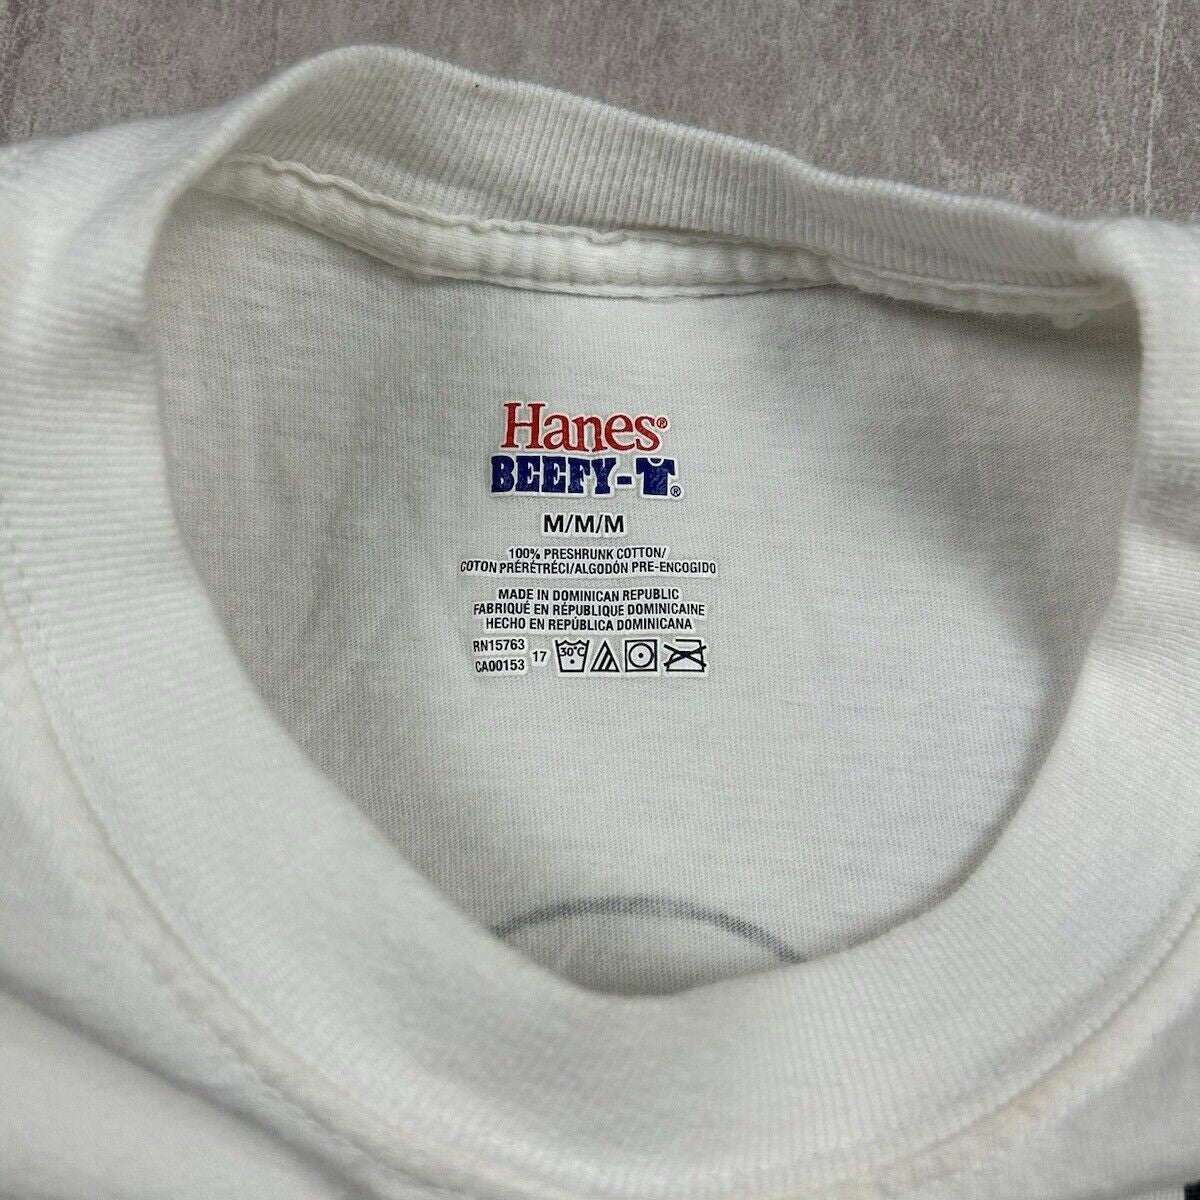 Hanes®
BEEFY-T®
M/M/M
100% PRESHRUNK COTTON/
COTON PRÉRÉTRÉCI/ALGODÓN PRE-ENCOGIDO
MADE IN DOMINICAN REPUBLIC
FABRIQUÉ EN RÉPUBLIQUE DOMINICAINE
HECHO EN REPÚBLICA DOMINICANA
RN15763
CA00153 17 30°C